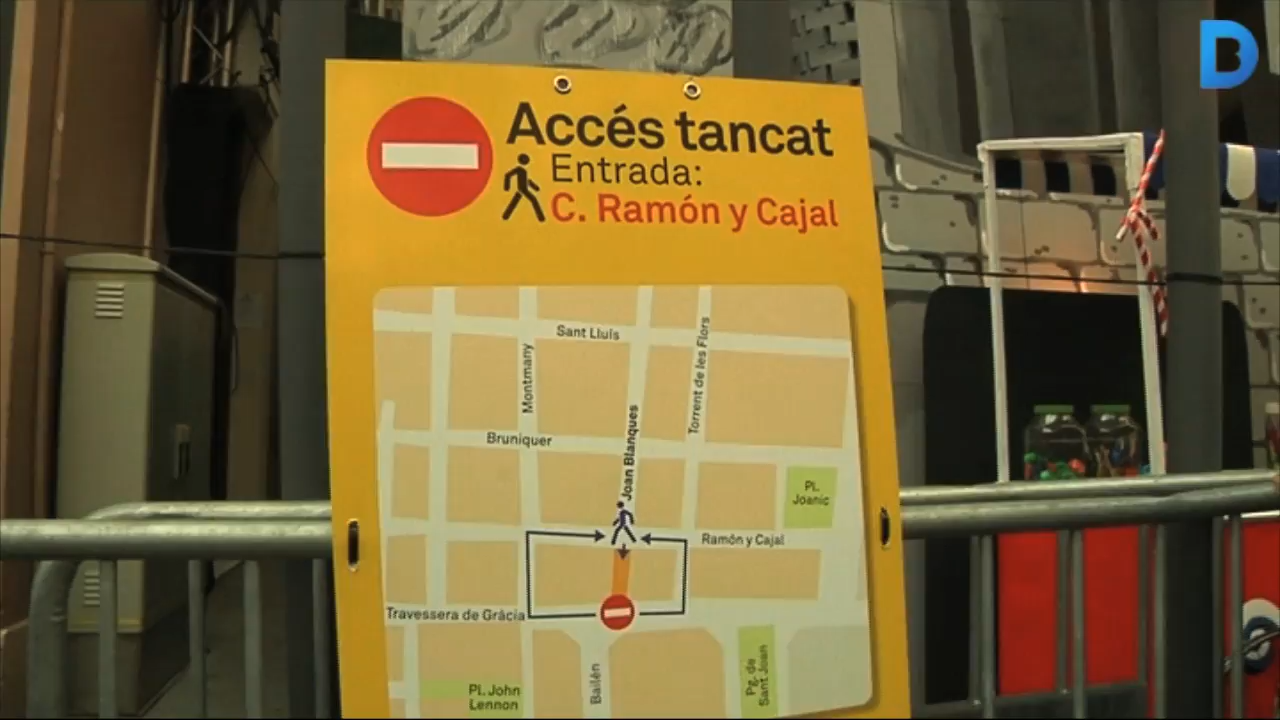 B
Accés tancat
Entrada:
C. Ramón y Cajal
Sant Lluís
Montmany
Torrent de les Flors
Joan Blanques
Bruniquer
Pl.
Joanic
Ramón y Cajal
Travessera de Gràcia
Bailèn
Pg. de
Sant Joan
Pl. John
Lennon